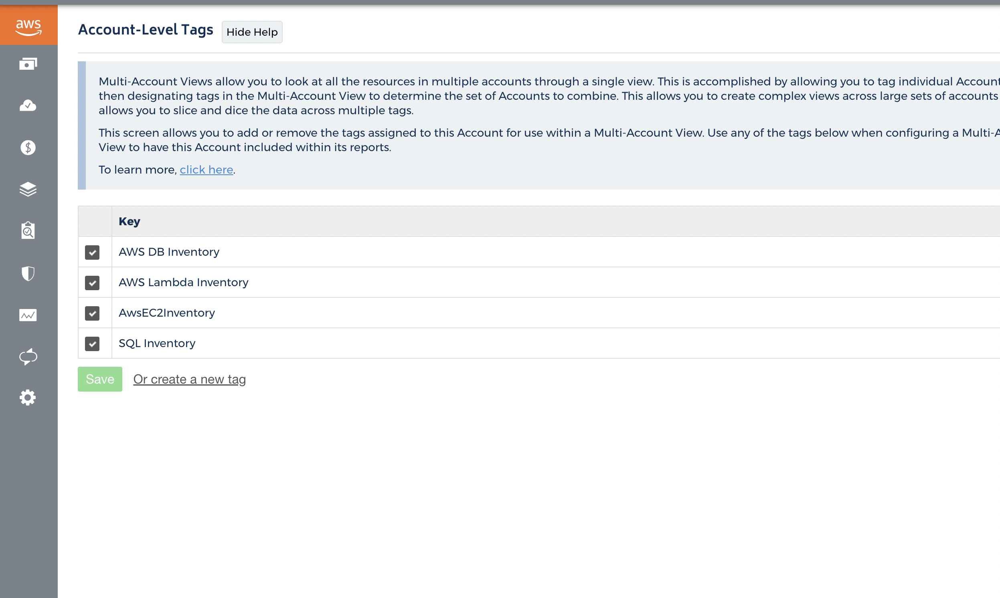 aws
Account-Level Tags
Hide Help
Multi-Account Views allow you to look at all the resources in multiple accounts through a single view. This is accomplished by allowing you to tag individual Account
then designating tags in the Multi-Account View to determine the set of Accounts to combine. This allows you to create complex views across large sets of accounts
allows you to slice and dice the data across multiple tags.
This screen allows you to add or remove the tags assigned to this Account for use within a Multi-Account View. Use any of the tags below when configuring a Multi-A
View to have this Account included within its reports.
To learn more, click here.
Key
AWS DB Inventory
AWS Lambda Inventory
AwsEC2Inventory
SQL Inventory
Save
Or create a new tag